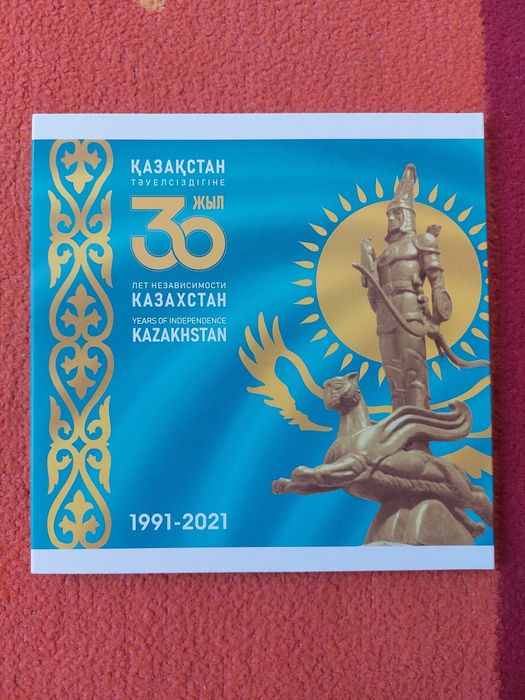 ҚАЗАҚСТАН
ТӘУЕЛСІЗДІГІНЕ
30 ЖЫЛ
ЛЕТ НЕЗАВИСИМОСТИ
КАЗАХСТАН
YEARS OF INDEPENDENCE
KAZAKHSTAN
1991-2021